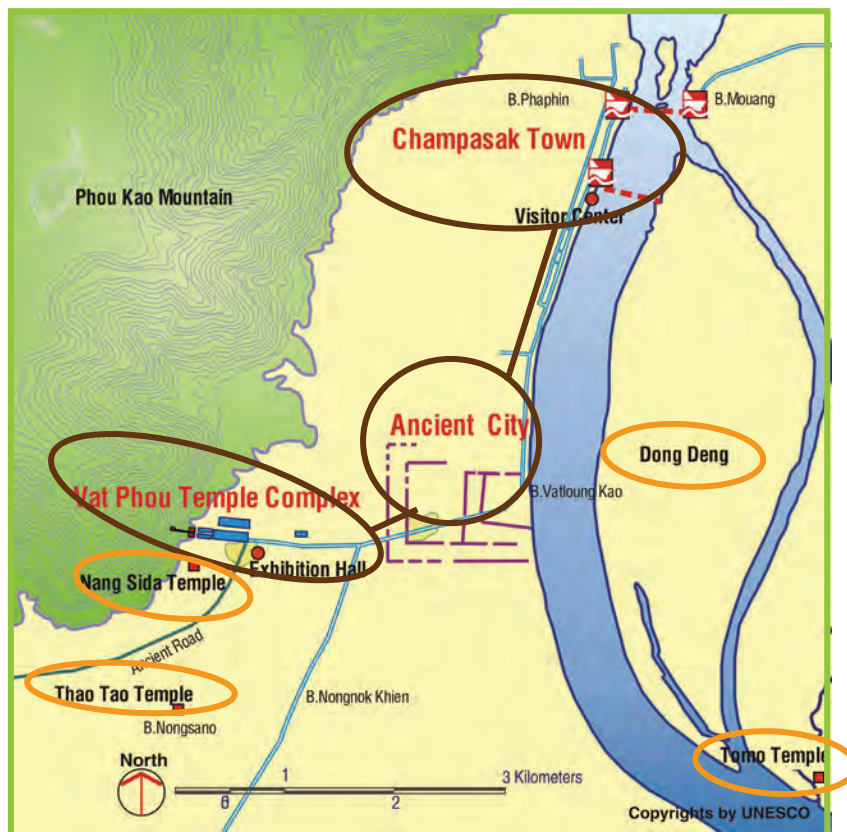 B.Phaphin
B.Mouang
Champasak Town
Phou Kao Mountain
Visitor Center
Ancient City
Dong Deng
Vat Phou Temple Complex
B.Vatloung Kao
Exhibition Hall
Nang Sida Temple
Ancient Road
Thao Tao Temple
B.Nongnok Khien
B.Nongsano
Tomo Temple
North
1
3 Kilometers
0
2
Copyrights by UNESCO